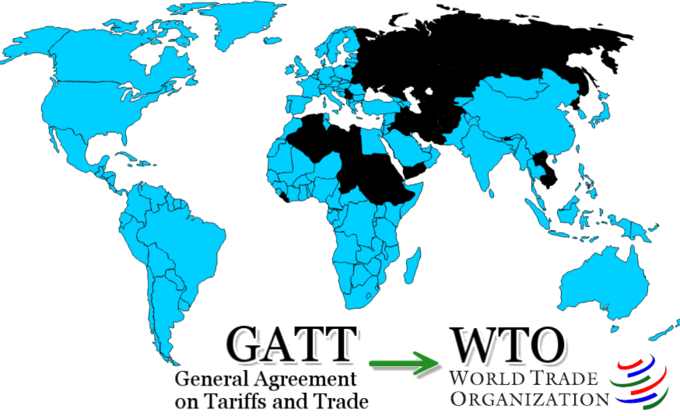 GATT
General Agreement
on Tariffs and Trade
WTO
WORLD TRADE
ORGANIZATION